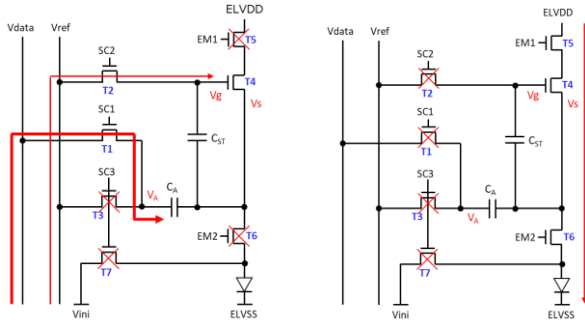 ELVDD
Vdata
Vref
EM1
T5
SC2
T4
T2
Vg
Vs
SC1
T1
CST
SC3
VA
CA
T3
EM2
T6
T7
Vini
ELVSS
ELVDD
Vdata
Vref
EM1
T5
SC2
T4
T2
Vg
Vs
SC1
T1
CST
SC3
CA
T3
VA
EM2
T6
T7
Vini
ELVSS